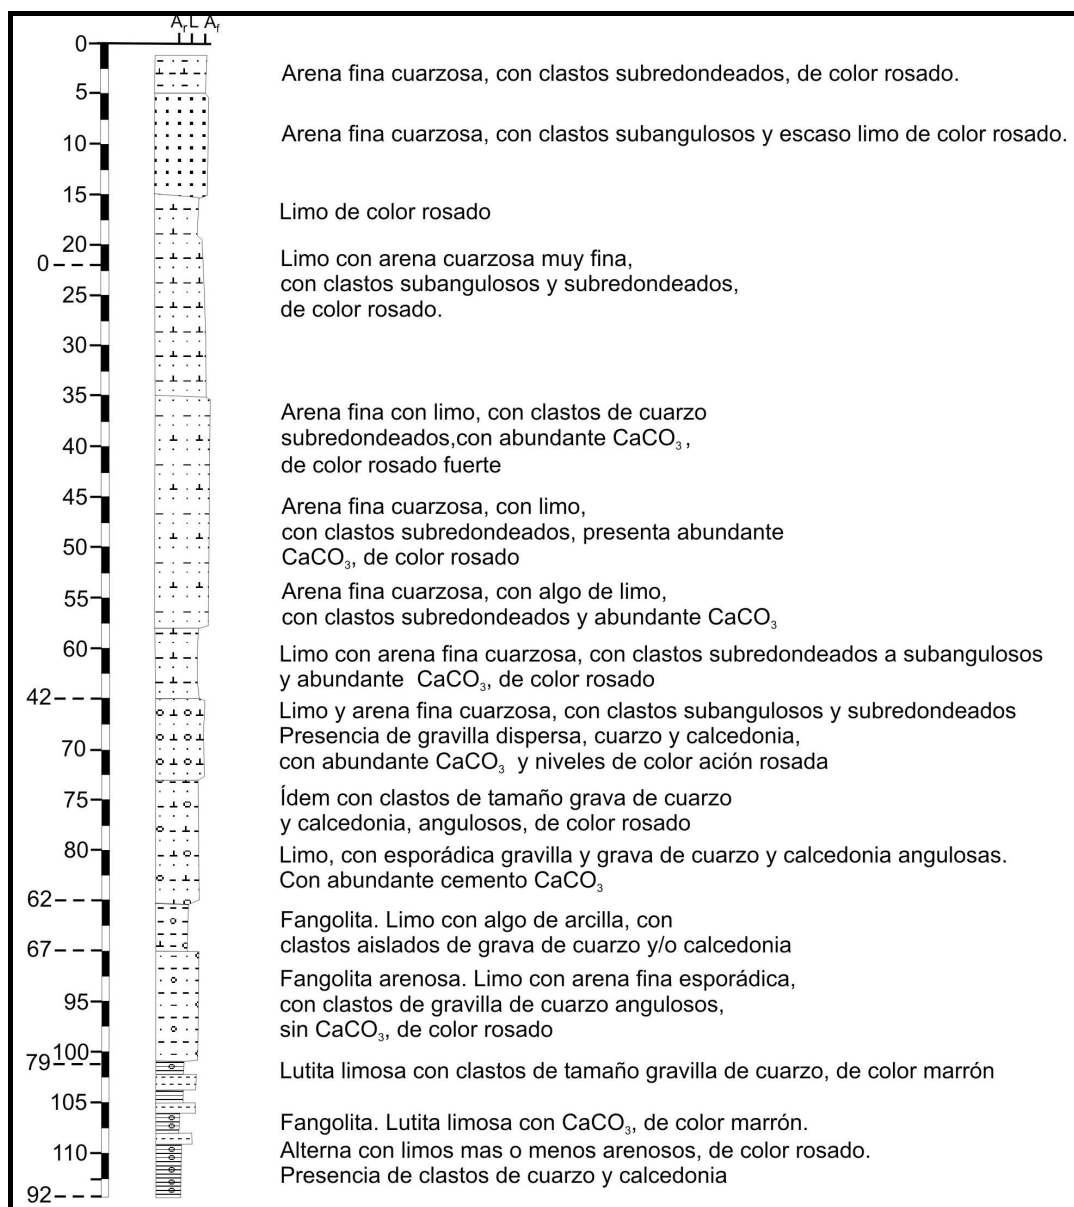 Ar L Af
0
Arena fina cuarzosa, con clastos subredondeados, de color rosado.
5
Arena fina cuarzosa, con clastos subangulosos y escaso limo de color rosado.
10
15
Limo de color rosado
20
0
Limo con arena cuarzosa muy fina,
con clastos subangulosos y subredondeados,
de color rosado.
25
30
35
Arena fina con limo, con clastos de cuarzo
subredondeados,con abundante CaCO3,
de color rosado fuerte
40
45
Arena fina cuarzosa, con limo,
con clastos subredondeados, presenta abundante
CaCO3, de color rosado
50
55
Arena fina cuarzosa, con algo de limo,
con clastos subredondeados y abundante CaCO3
60
Limo con arena fina cuarzosa, con clastos subredondeados a subangulosos
y abundante CaCO3, de color rosado
42
Limo y arena fina cuarzosa, con clastos subangulosos y subredondeados
Presencia de gravilla dispersa, cuarzo y calcedonia,
con abundante CaCO3 y niveles de color ación rosada
70
75
Ídem con clastos de tamaño grava de cuarzo
y calcedonia, angulosos, de color rosado
80
Limo, con esporádica gravilla y grava de cuarzo y calcedonia angulosas.
Con abundante cemento CaCO3
62
Fangolita. Limo con algo de arcilla, con
clastos aislados de grava de cuarzo y/o calcedonia
67
Fangolita arenosa. Limo con arena fina esporádica,
con clastos de gravilla de cuarzo angulosos,
sin CaCO3, de color rosado
95
100
79
Lutita limosa con clastos de tamaño gravilla de cuarzo, de color marrón
105
Fangolita. Lutita limosa con CaCO3, de color marrón.
Alterna con limos mas o menos arenosos, de color rosado.
Presencia de clastos de cuarzo y calcedonia
110
92